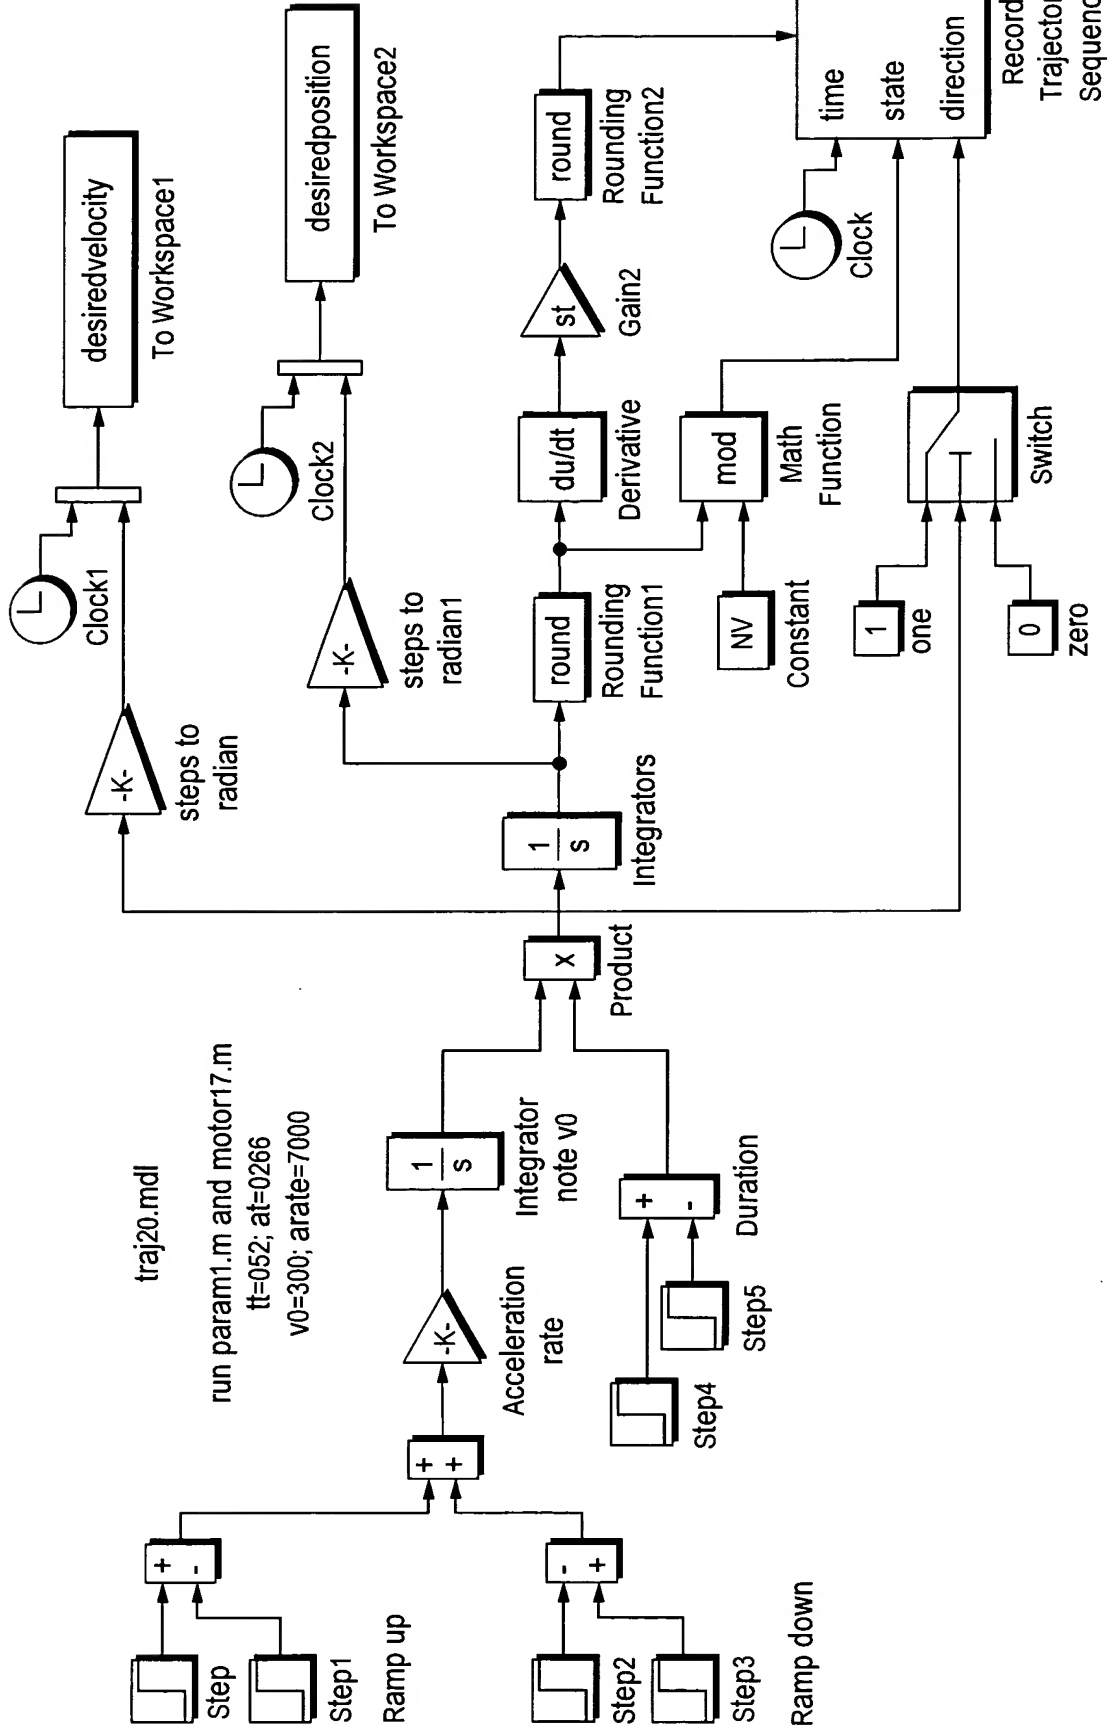 traj20.mdl
run param1.m and motor17.m
tt=052; at=0266
v0=300; arate=7000
+
-
Step
Step1
Ramp up
-
+
Step2
Step3
Ramp down
+
+
-K-
Acceleration
rate
1
s
Integrator
note v0
Step4
Step5
+
-
Duration
x
Product
1
s
Integrators
-K-
steps to
radian
Clock1
desiredvelocity
To Workspace1
-K-
steps to
radian1
Clock2
desiredposition
To Workspace2
round
Rounding
Function1
du/dt
Derivative
st
Gain2
round
Rounding
Function2
NV
Constant
mod
Math
Function
1
one
0
zero
Switch
Clock
time
state
direction
Record